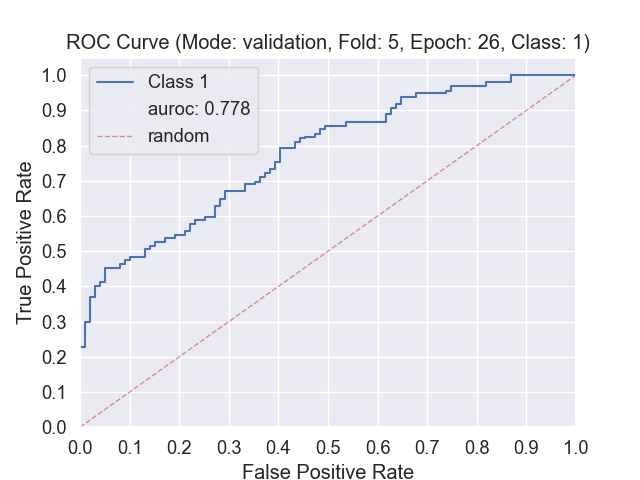 ROC Curve (Mode: validation, Fold: 5, Epoch: 26, Class: 1)
Class 1
auroc: 0.778
random
True Positive Rate
1.0
0.9
0.8
0.7
0.6
0.5
0.4
0.3
0.2
0.1
0.0
0.0 0.1 0.2 0.3 0.4 0.5 0.6 0.7 0.8 0.9 1.0
False Positive Rate